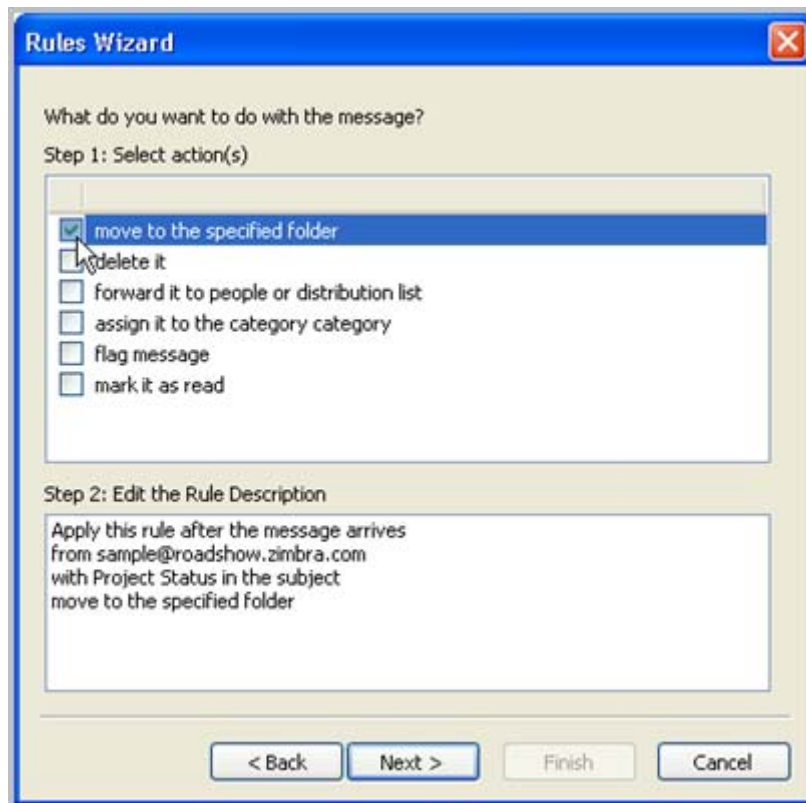 Rules Wizard
What do you want to do with the message?
Step 1: Select action(s)
move to the specified folder
delete it
forward it to people or distribution list
assign it to the category category
flag message
mark it as read
Step 2: Edit the Rule Description
Apply this rule after the message arrives
from sample@roadshow.zimbra.com
with Project Status in the subject
move to the specified folder
< Back Next > Finish Cancel